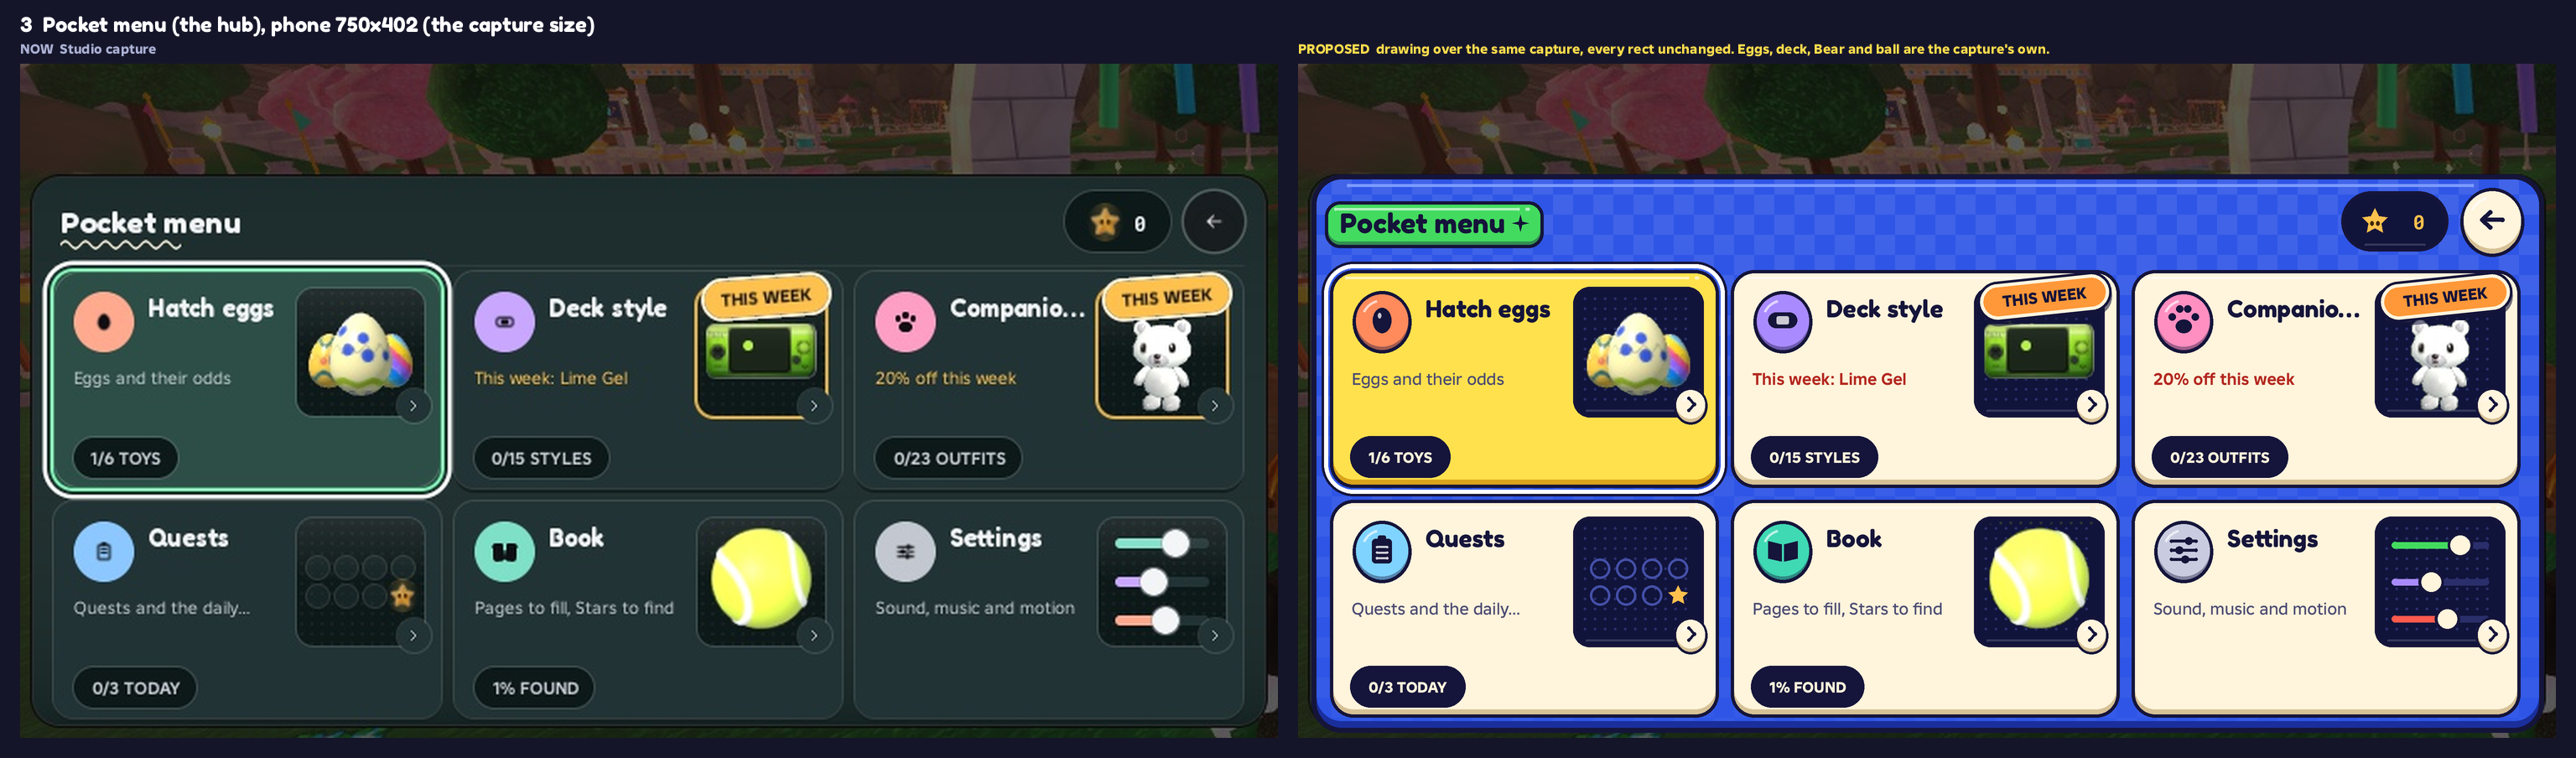 3 Pocket menu (the hub), phone 750x402 (the capture size)
NOW Studio capture
PROPOSED drawing over the same capture, every rect unchanged. Eggs, deck, Bear and ball are the capture's own.
Pocket menu
0
Hatch eggs
Eggs and their odds
1/6 TOYS
Deck style
THIS WEEK
This week: Lime Gel
0/15 STYLES
Companio...
THIS WEEK
20% off this week
0/23 OUTFITS
Quests
Quests and the daily...
0/3 TODAY
Book
Pages to fill, Stars to find
1% FOUND
Settings
Sound, music and motion
Pocket menu
0
Hatch eggs
Eggs and their odds
1/6 TOYS
Deck style
THIS WEEK
This week: Lime Gel
0/15 STYLES
Companio...
THIS WEEK
20% off this week
0/23 OUTFITS
Quests
Quests and the daily...
0/3 TODAY
Book
Pages to fill, Stars to find
1% FOUND
Settings
Sound, music and motion